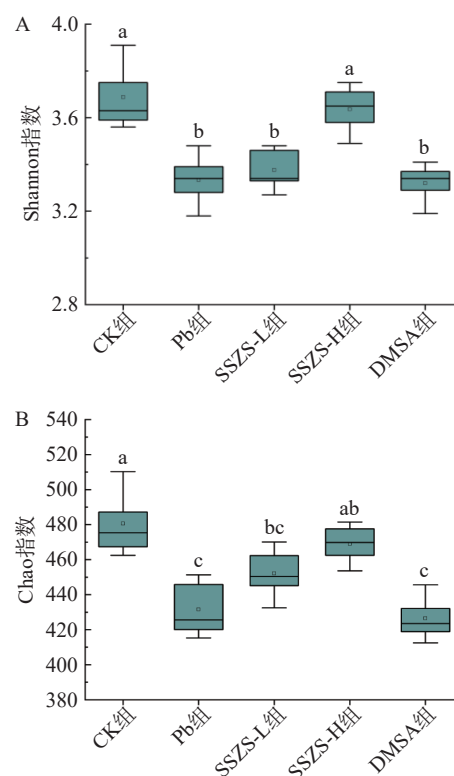 A
4.0
3.6
3.2
2.8
Shannon指数
a
b
b
a
b
CK组
Pb组
SSZS-L组
SSZS-H组
DMSA组
B
540
520
500
480
460
440
420
400
380
Chao指数
a
c
bc
ab
c
CK组
Pb组
SSZS-L组
SSZS-H组
DMSA组